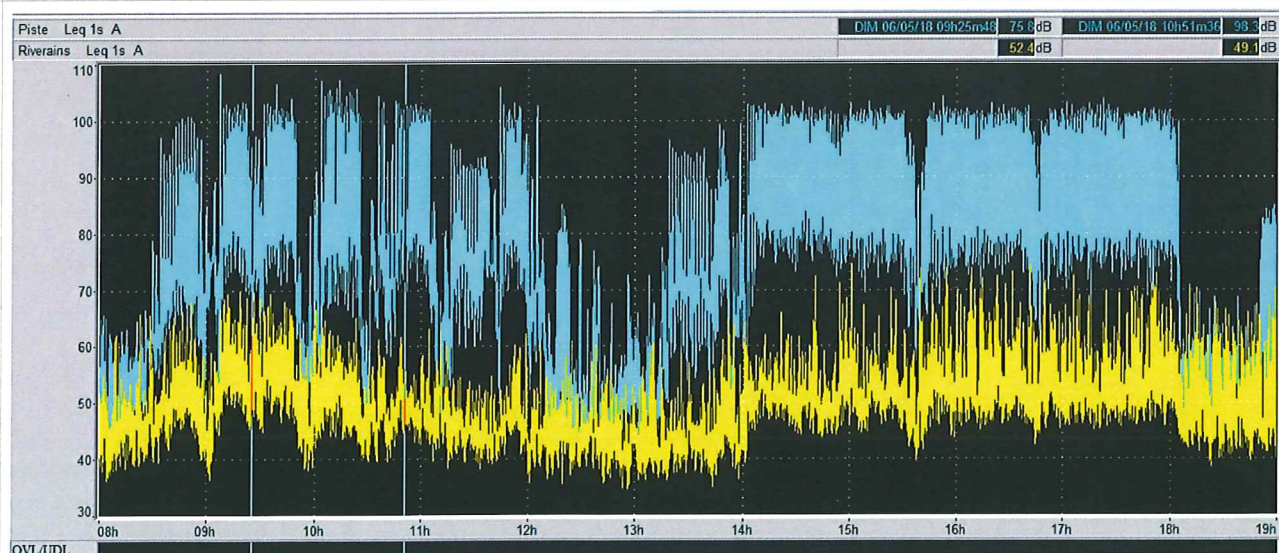 Piste Leq 1s A DIM 06/05/18 09h25m48 75.8 dB DIM 06/05/18 10h51m36 98.3 dB
Riverains Leq 1s A 52.4 dB 49.1 dB
110
100
90
80
70
60
50
40
30
08h 09h 10h 11h 12h 13h 14h 15h 16h 17h 18h 19h
OVL/UDL